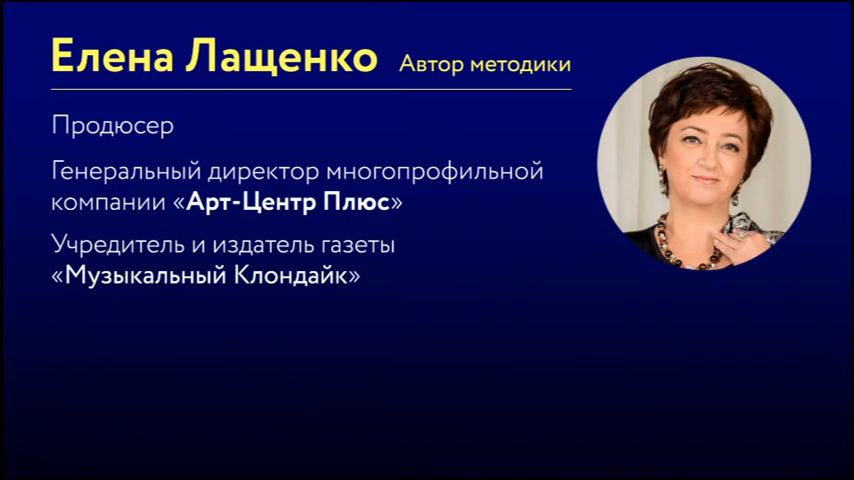 Елена Лащенко Автор методики
Продюсер
Генеральный директор многопрофильной
компании «Арт-Центр Плюс»
Учредитель и издатель газеты
«Музыкальный Клондайк»